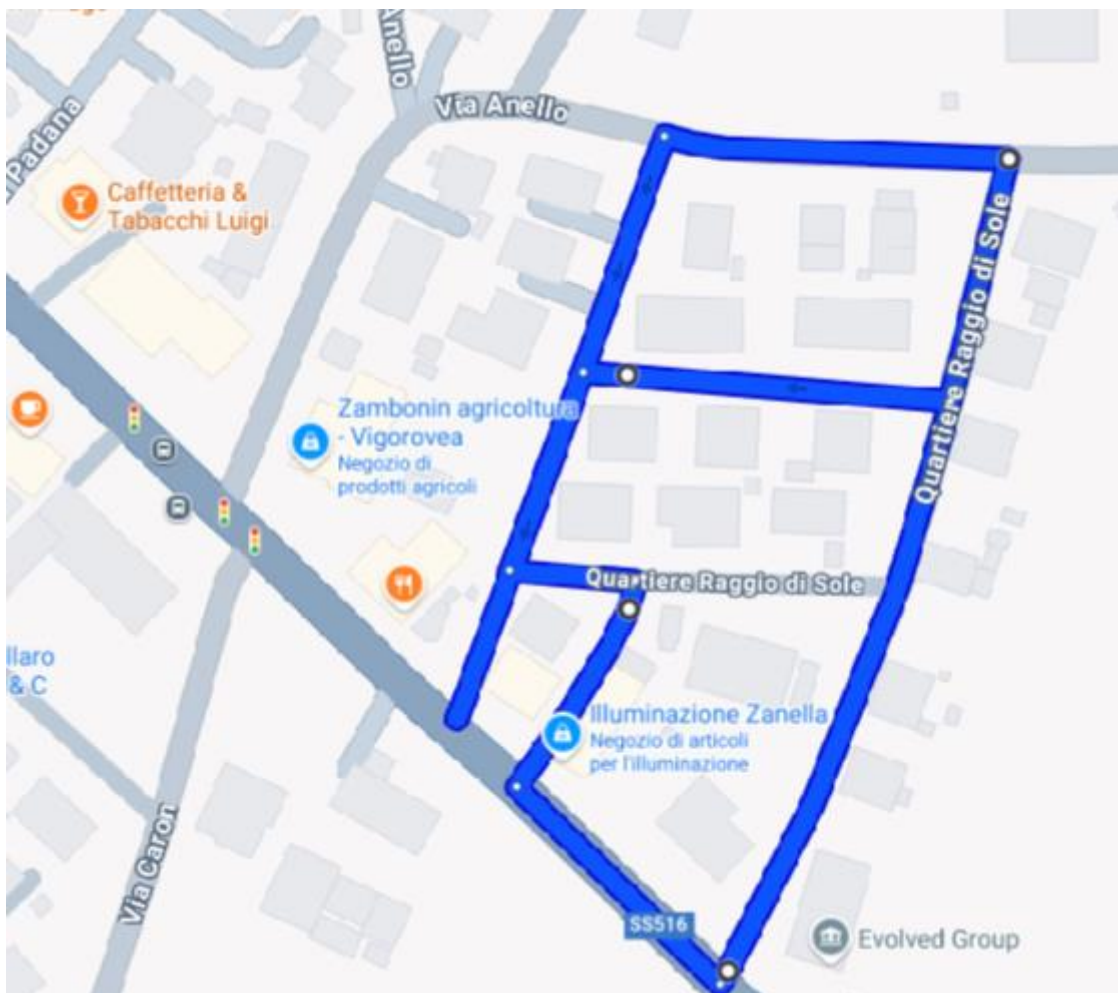 Anello
Via Anello
Padana
Caffetteria &
Tabacchi Luigi
Quartiere Raggio di Sole
Zambonin agricoltura
- Vigorovea
Negozio di
prodotti agricoli
Quartiere Raggio di Sole
llaro
& C
Illuminazione Zanella
Negozio di articoli
per l'illuminazione
Via Caron
SS516
Evolved Group